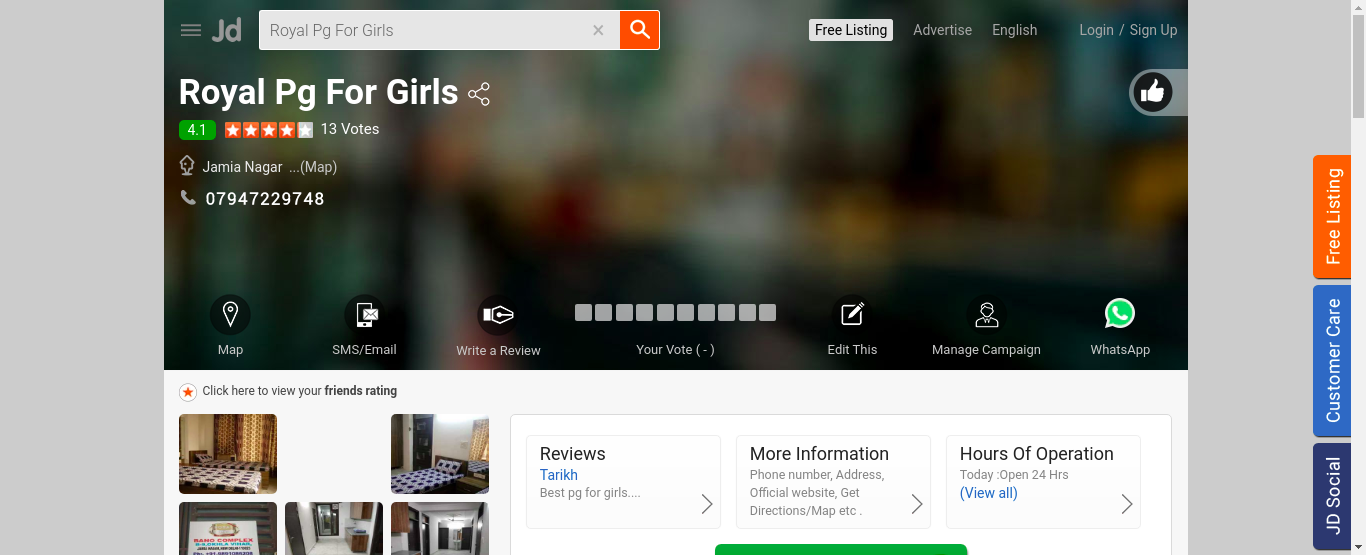 Jd
Royal Pg For Girls
Free Listing
Advertise
English
Login / Sign Up
Royal Pg For Girls
4.1
13 Votes
Jamia Nagar ...(Map)
07947229748
Map
SMS/Email
Write a Review
Your Vote ( - )
Edit This
Manage Campaign
WhatsApp
Free Listing
Customer Care
JD Social
Click here to view your friends rating
Reviews
Tarikh
Best pg for girls....
More Information
Phone number, Address,
Official website, Get
Directions/Map etc .
Hours Of Operation
Today :Open 24 Hrs
(View all)
COMPLEX